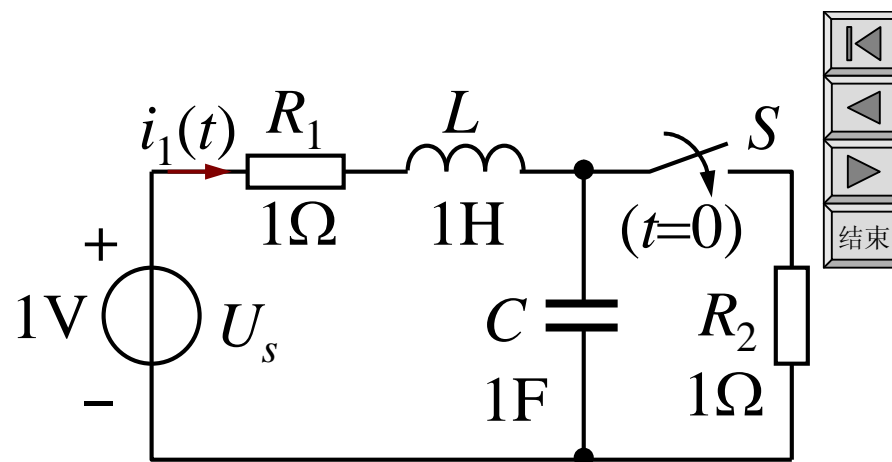 i₁(t) R₁ L S
1Ω 1H (t=0)
结束
+
1V Uₛ C R₂
1F 1Ω
−